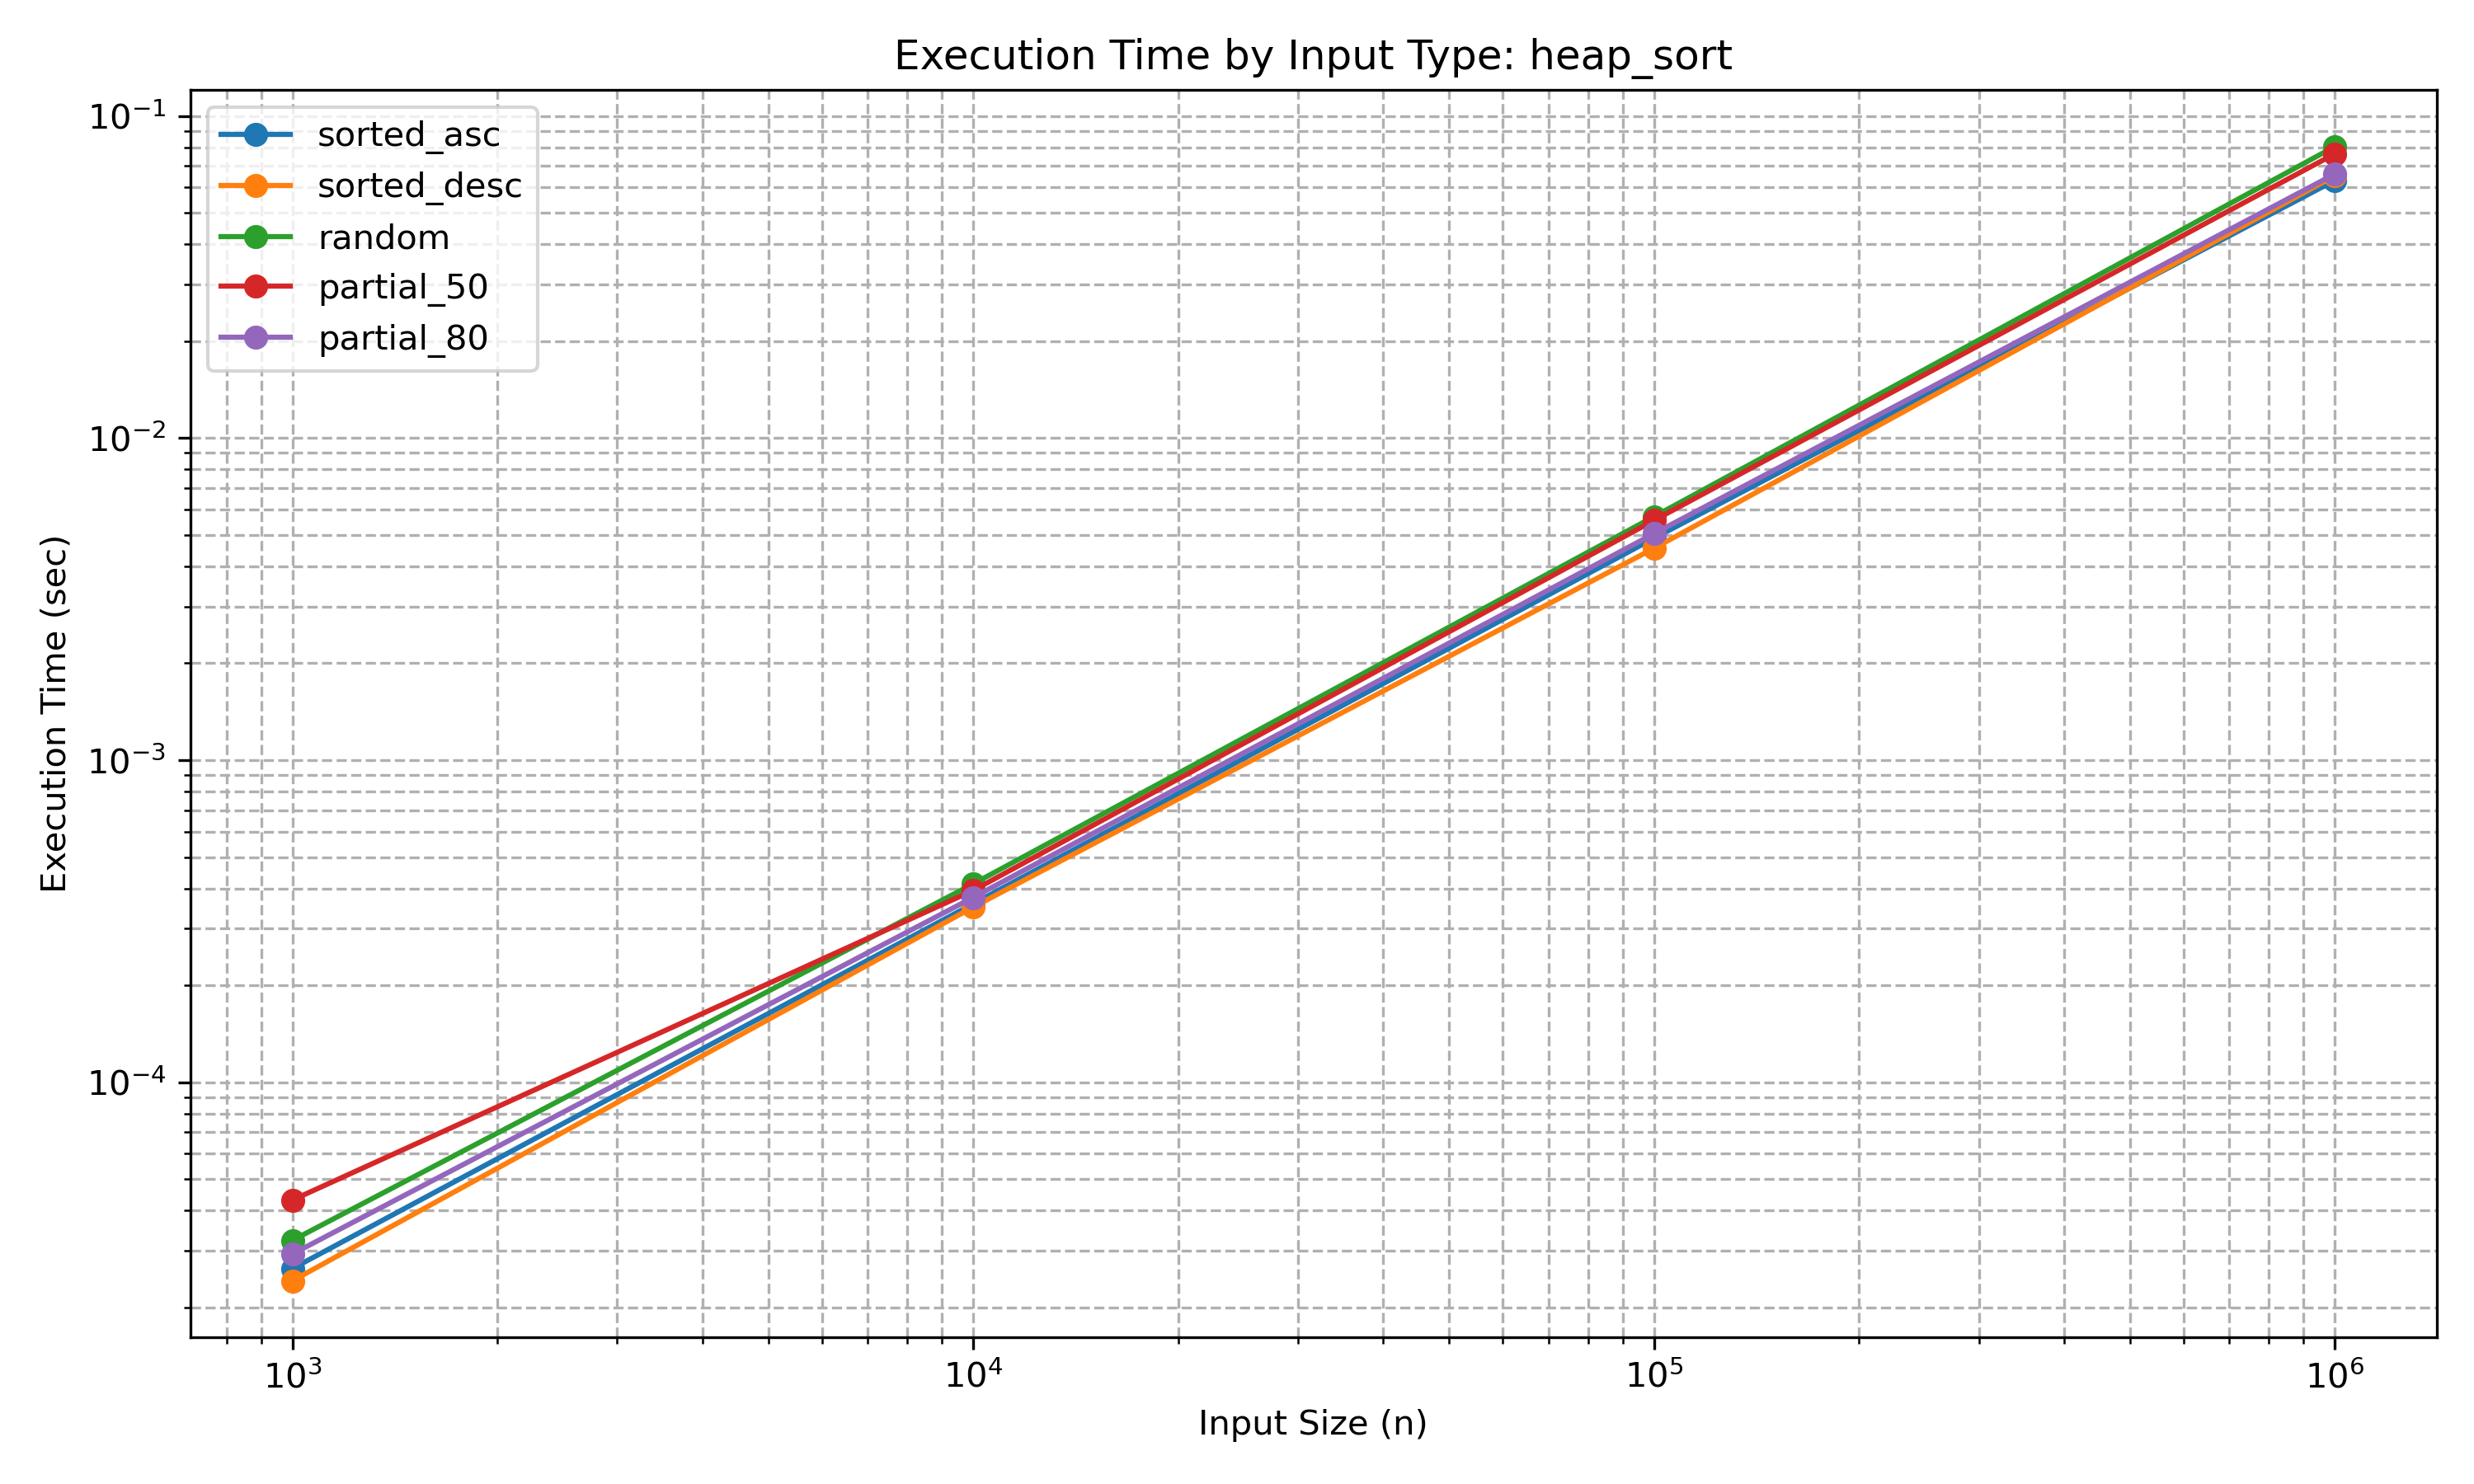 Execution Time by Input Type: heap_sort
sorted_asc
sorted_desc
random
partial_50
partial_80
Execution Time (sec)
10⁻¹
10⁻²
10⁻³
10⁻⁴
10³ 10⁴ 10⁵ 10⁶
Input Size (n)